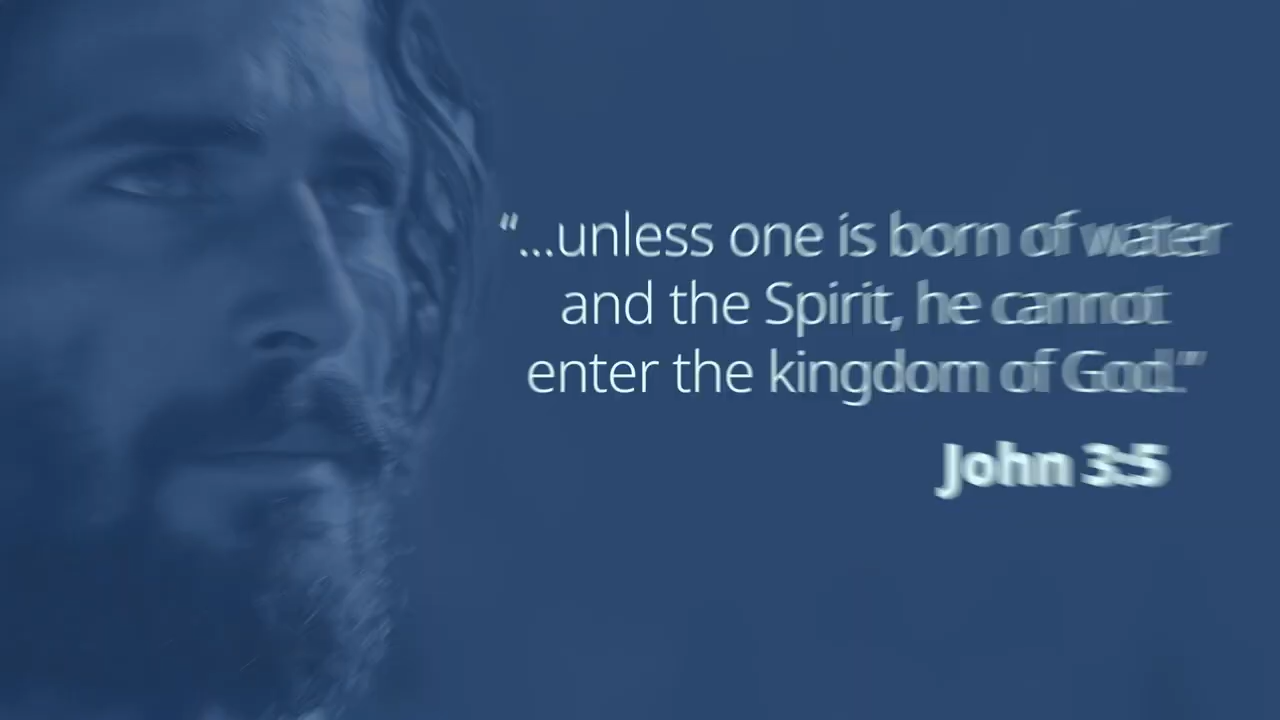 “...unless one is born of water
and the Spirit, he cannot
enter the kingdom of God.”
John 3:5